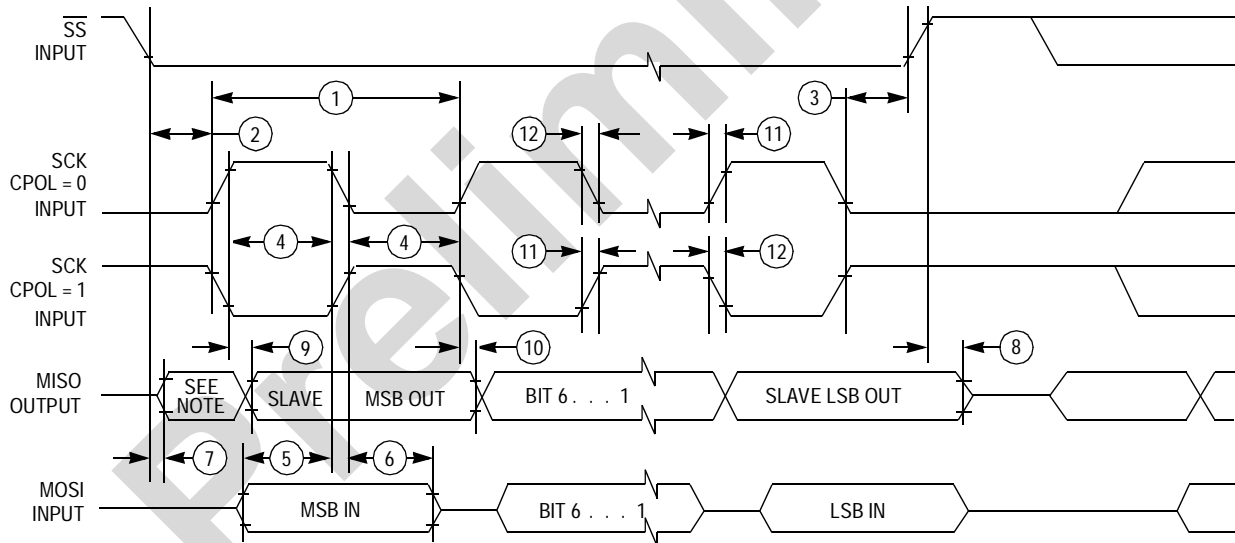 SS
INPUT
1
3
2
12
11
SCK
CPOL = 0
INPUT
4
4
11
12
SCK
CPOL = 1
INPUT
9
10
8
MISO
OUTPUT
SEE
NOTE
SLAVE
MSB OUT
BIT 6 . . . 1
SLAVE LSB OUT
7
5
6
MOSI
INPUT
MSB IN
BIT 6 . . . 1
LSB IN
Prelimi